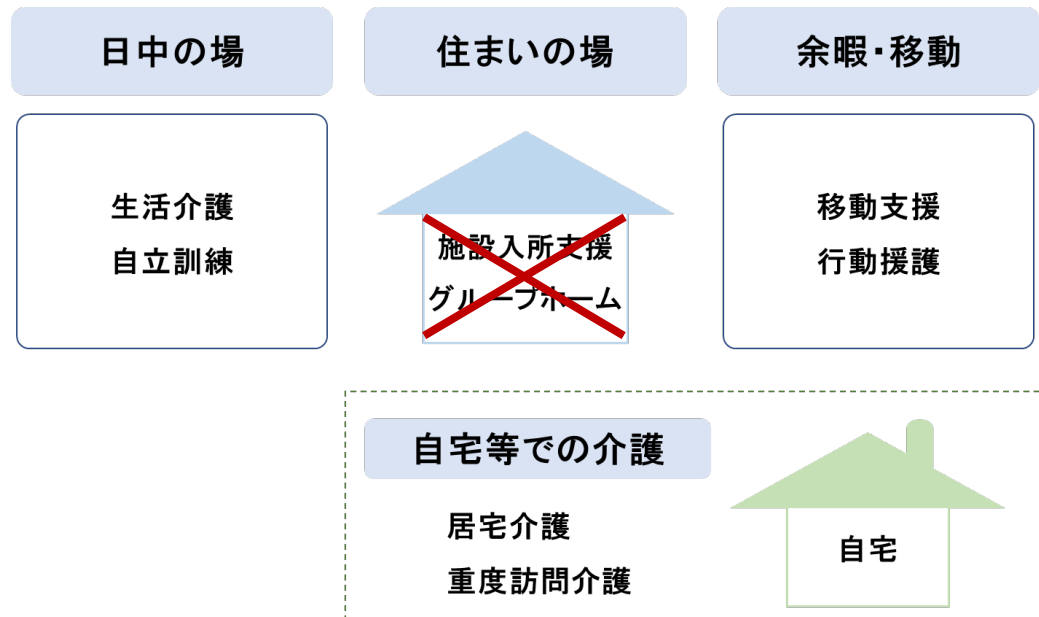 日中の場
住まいの場
余暇・移動
生活介護
自立訓練
施設入所支援
グループホーム
移動支援
行動援護
自宅等での介護
居宅介護
重度訪問介護
自宅